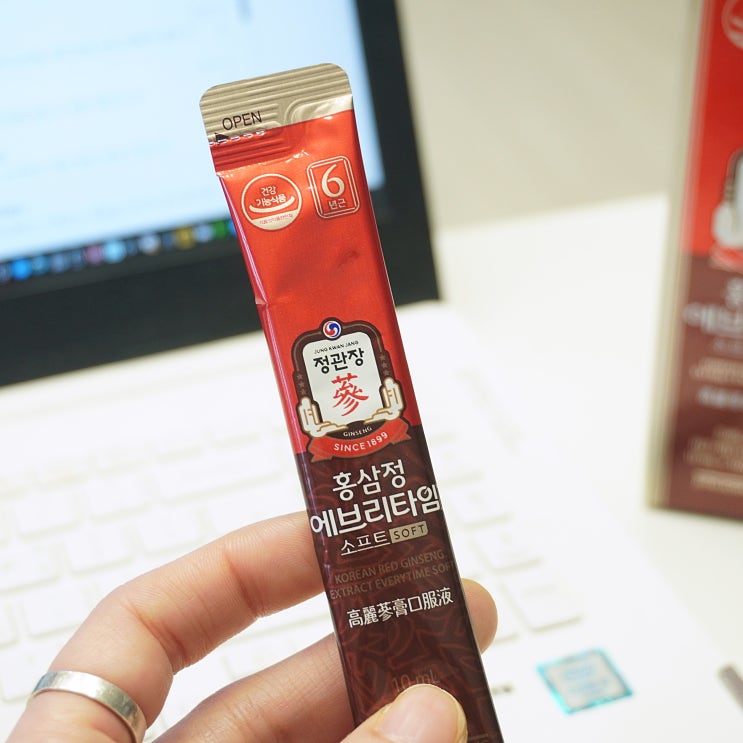 OPEN
건강
기능식품
6
년근
JUNG KWAN JANG
정관장
蔘
GINSENG
SINCE 1899
홍삼정
에브리타임
소프트 SOFT
KOREAN RED GINSENG
EXTRACT EVERYTIME SOFT
高麗蔘膏口服液
10 mL